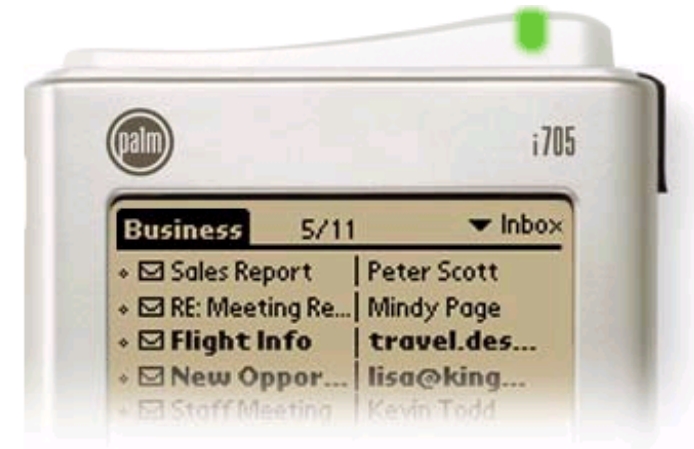 palm
i705
Business 5/11 Inbox
Sales Report Peter Scott
RE: Meeting Re... Mindy Page
Flight Info travel.des...
New Oppor... lisa@king...
Staff Meeting Kevin Todd